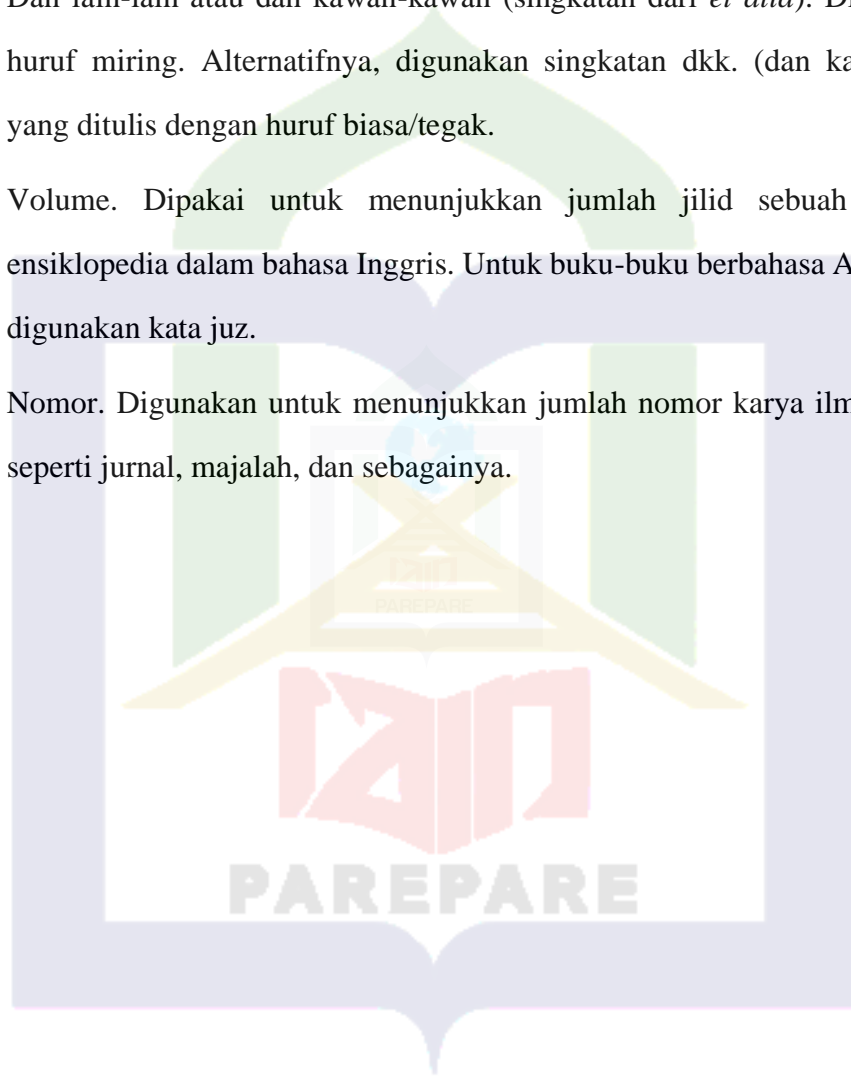 Dan lain-lain atau dan kawan-kawan (singkatan dari et alia). Di
huruf miring. Alternatifnya, digunakan singkatan dkk. (dan ka
yang ditulis dengan huruf biasa/tegak.
Volume. Dipakai untuk menunjukkan jumlah jilid sebuah
ensiklopedia dalam bahasa Inggris. Untuk buku-buku berbahasa A
digunakan kata juz.
Nomor. Digunakan untuk menunjukkan jumlah nomor karya ilm
seperti jurnal, majalah, dan sebagainya.
iain
PAREPARE
iain
PAREPARE